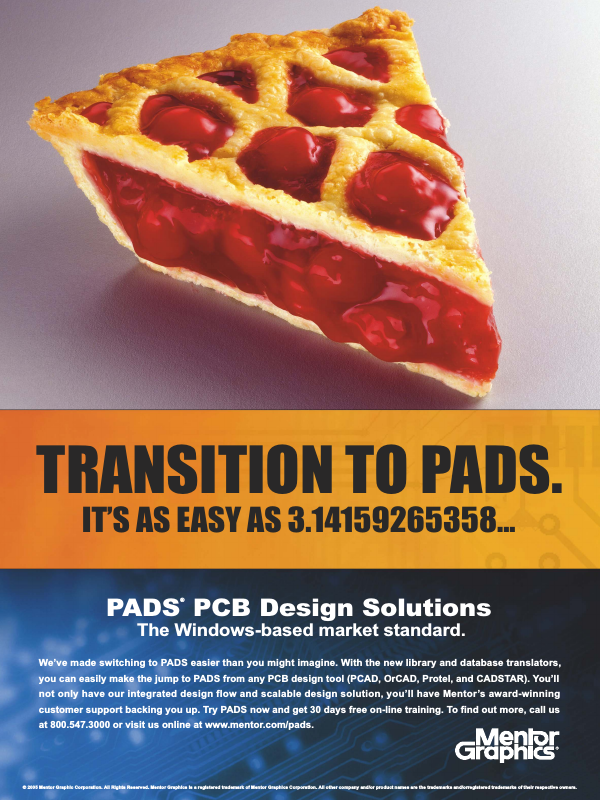 TRANSITION TO PADS.
IT'S AS EASY AS 3.14159265358...
PADS® PCB Design Solutions
The Windows-based market standard.
We've made switching to PADS easier than you might imagine. With the new library and database translators,
you can easily make the jump to PADS from any PCB design tool (PCAD, OrCAD, Protel, and CADSTAR). You'll
not only have our integrated design flow and scalable design solution, you'll have Mentor's award-winning
customer support backing you up. Try PADS now and get 30 days free on-line training. To find out more, call us
at 800.547.3000 or visit us online at www.mentor.com/pads.
Mentor
Graphics®
Mentor Graphic Corporation. All Rights Reserved. Mentor Graphics is a registered trademark of Mentor Graphics Corporation. All other company and/or product names are the trademarks and/or registered trademarks of their respective owners.